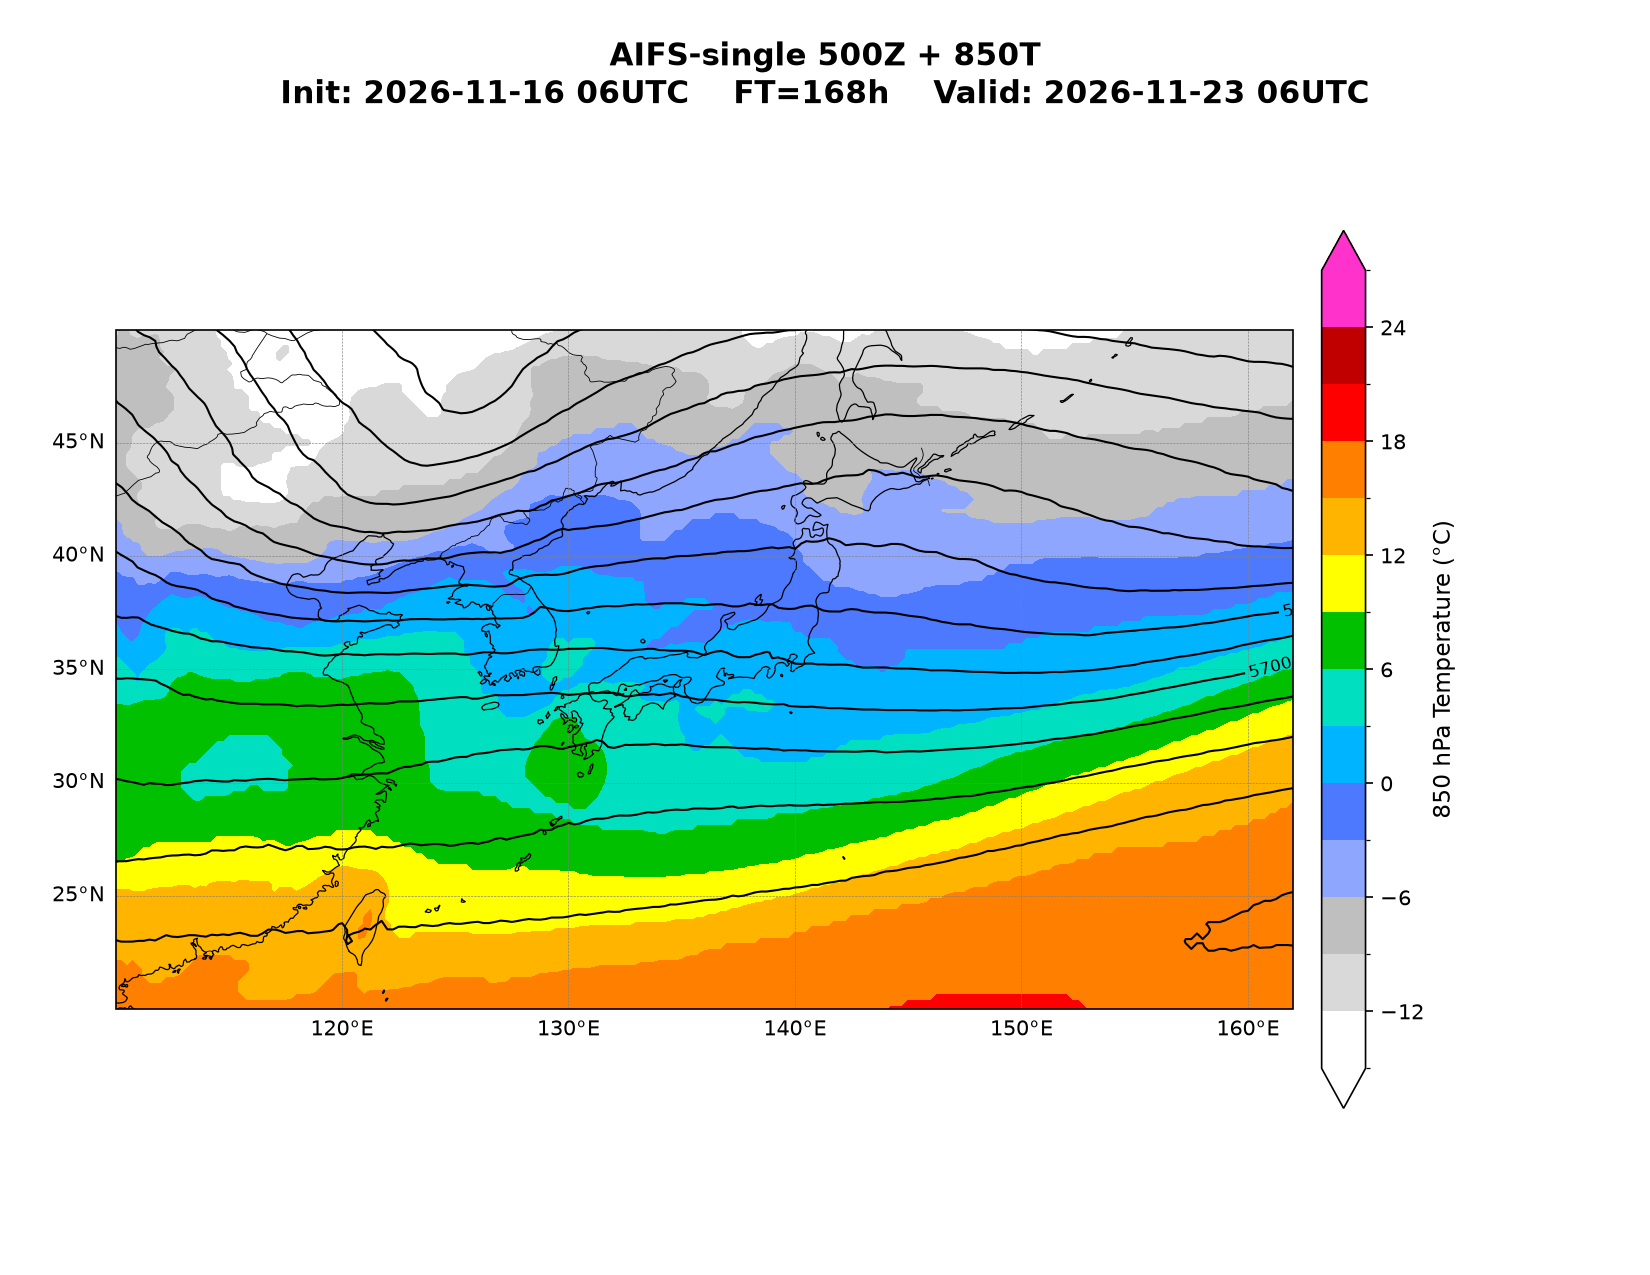 AIFS-single 500Z + 850T
Init: 2026-11-16 06UTC    FT=168h    Valid: 2026-11-23 06UTC
24
18
12
6
0
−6
−12
850 hPa Temperature (°C)
45°N
40°N
35°N
30°N
25°N
5
5700
120°E
130°E
140°E
150°E
160°E